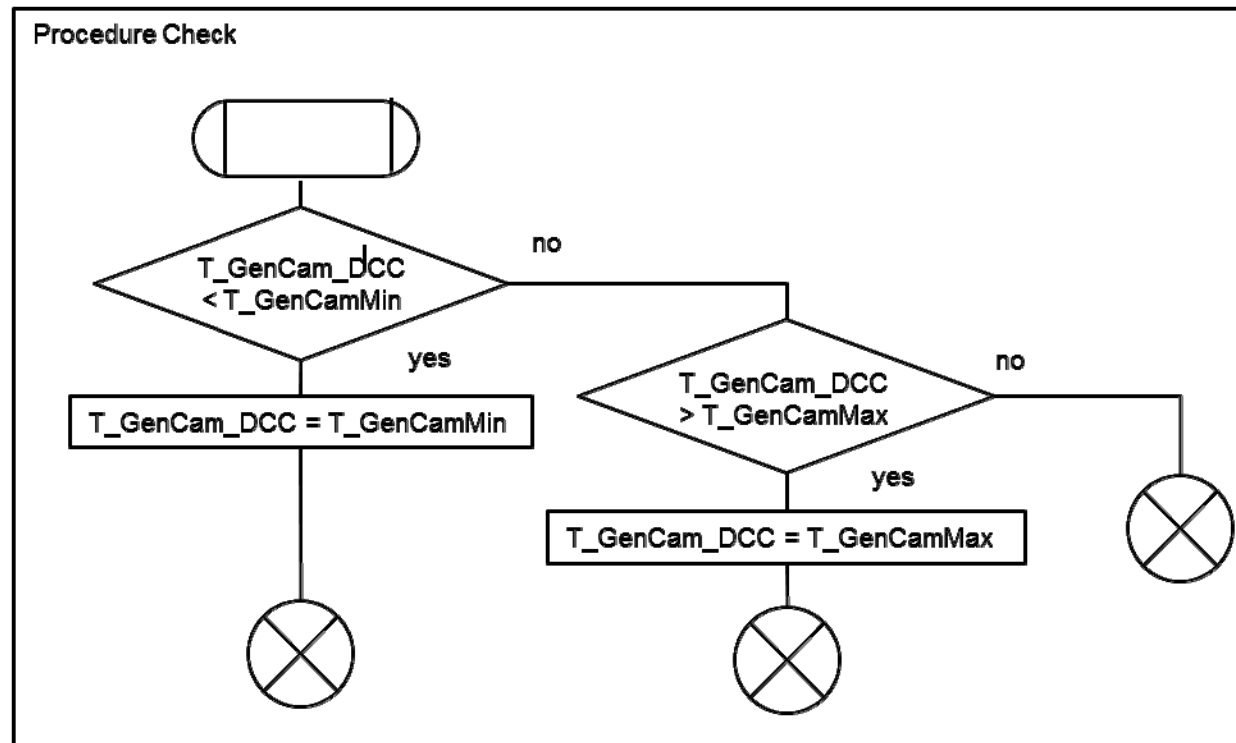 Procedure Check
T_GenCam_DCC
< T_GenCamMin
no
yes
T_GenCam_DCC = T_GenCamMin
T_GenCam_DCC
> T_GenCamMax
no
yes
T_GenCam_DCC = T_GenCamMax